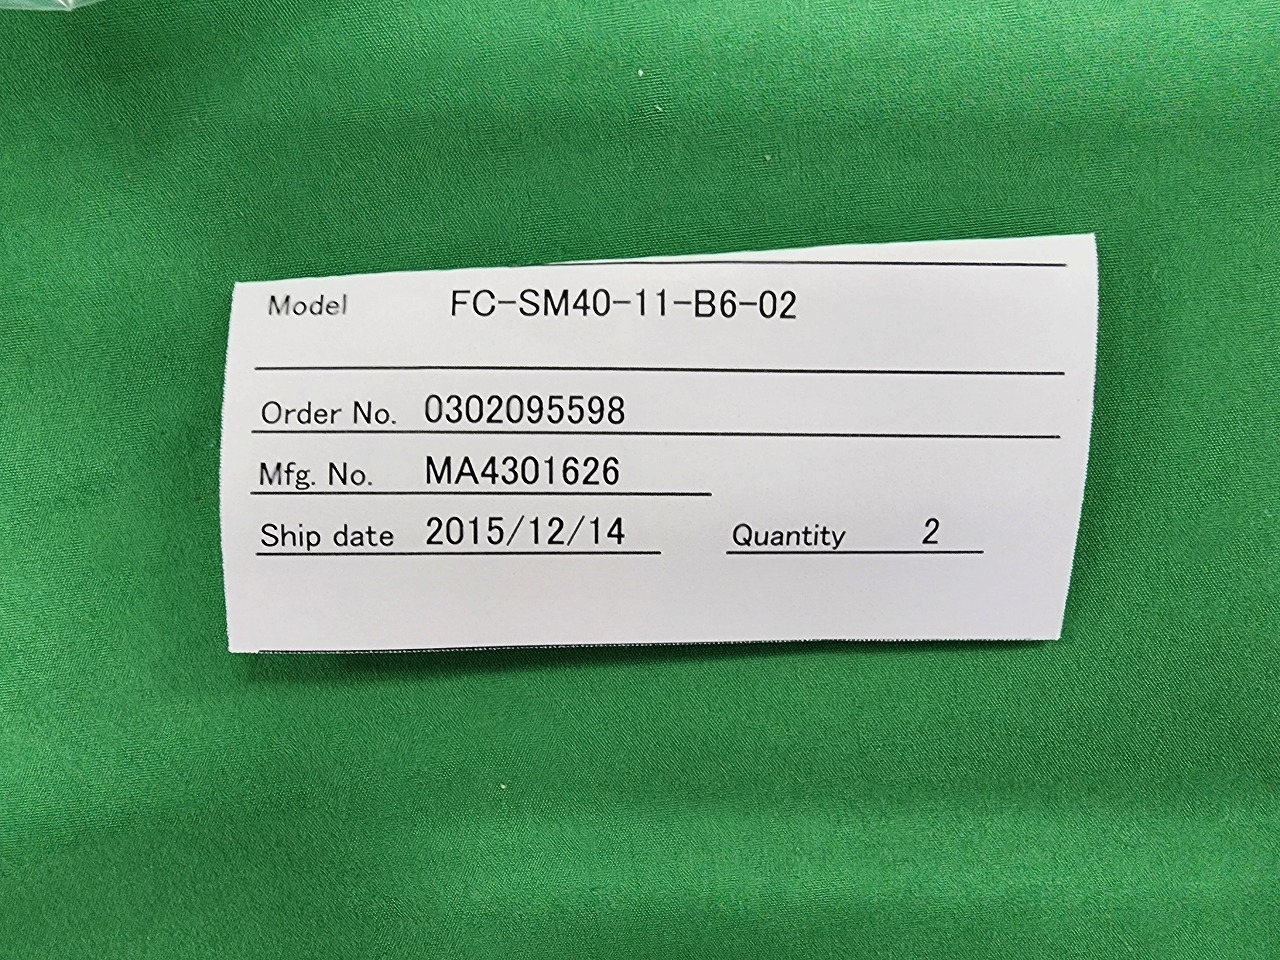 Model FC-SM40-11-B6-02
Order No. 0302095598
Mfg. No. MA4301626
Ship date 2015/12/14 Quantity 2